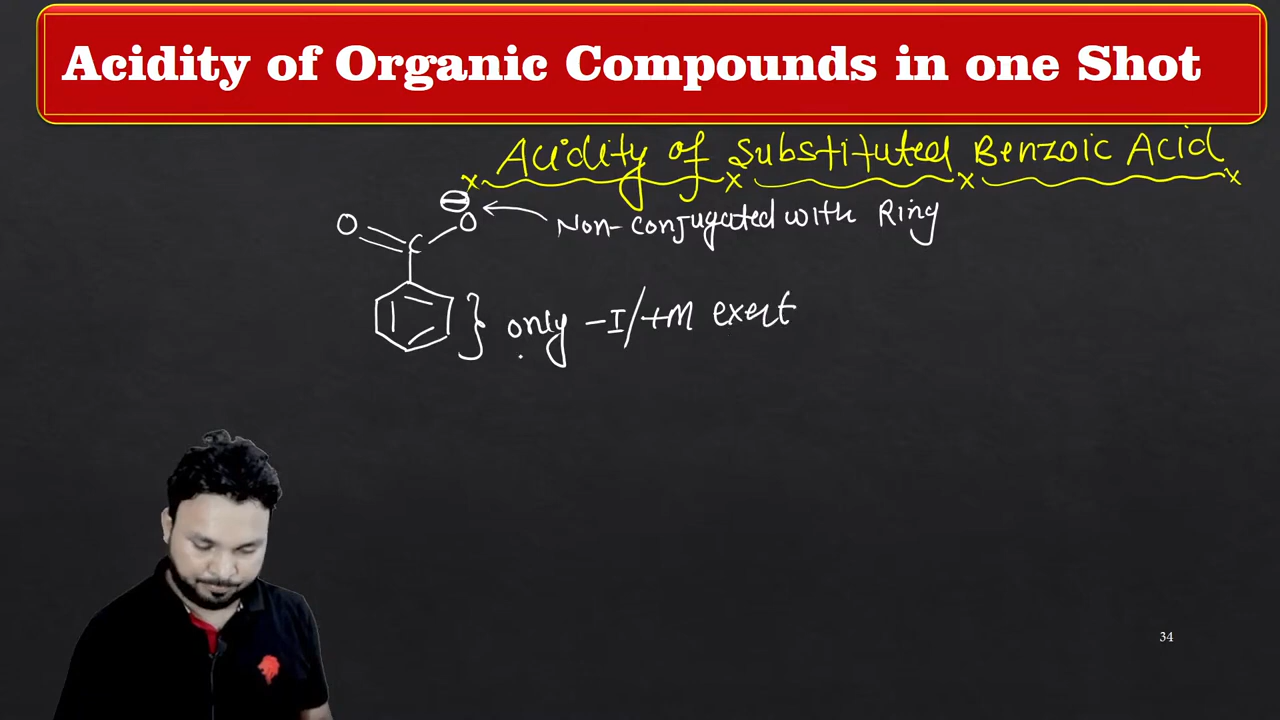 Acidity of Organic Compounds in one Shot
Acidity of Substituted Benzoic Acid
⊖
O
O
Non-conjugated with Ring
C
} only -I/+M exert
34